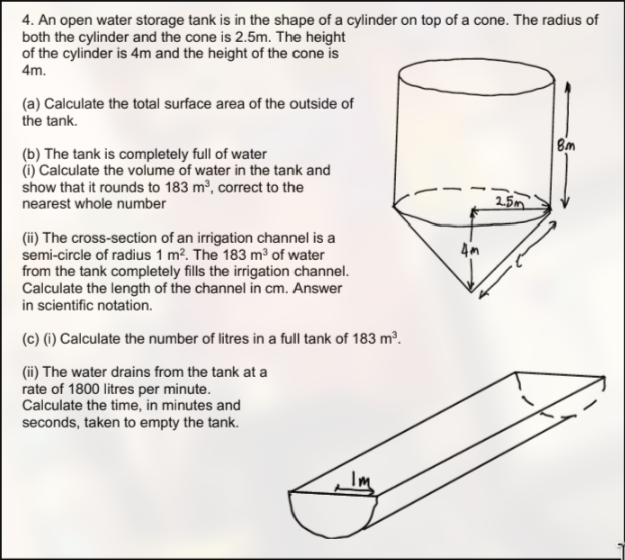 4. An open water storage tank is in the shape of a cylinder on top of a cone. The radius of
both the cylinder and the cone is 2.5m. The height
of the cylinder is 4m and the height of the cone is
4m.
(a) Calculate the total surface area of the outside of
the tank.
(b) The tank is completely full of water
(i) Calculate the volume of water in the tank and
show that it rounds to 183 m³, correct to the
nearest whole number
(ii) The cross-section of an irrigation channel is a
semi-circle of radius 1 m². The 183 m³ of water
from the tank completely fills the irrigation channel.
Calculate the length of the channel in cm. Answer
in scientific notation.
(c) (i) Calculate the number of litres in a full tank of 183 m³.
(ii) The water drains from the tank at a
rate of 1800 litres per minute.
Calculate the time, in minutes and
seconds, taken to empty the tank.
8m
2.5m
4m
l
1m